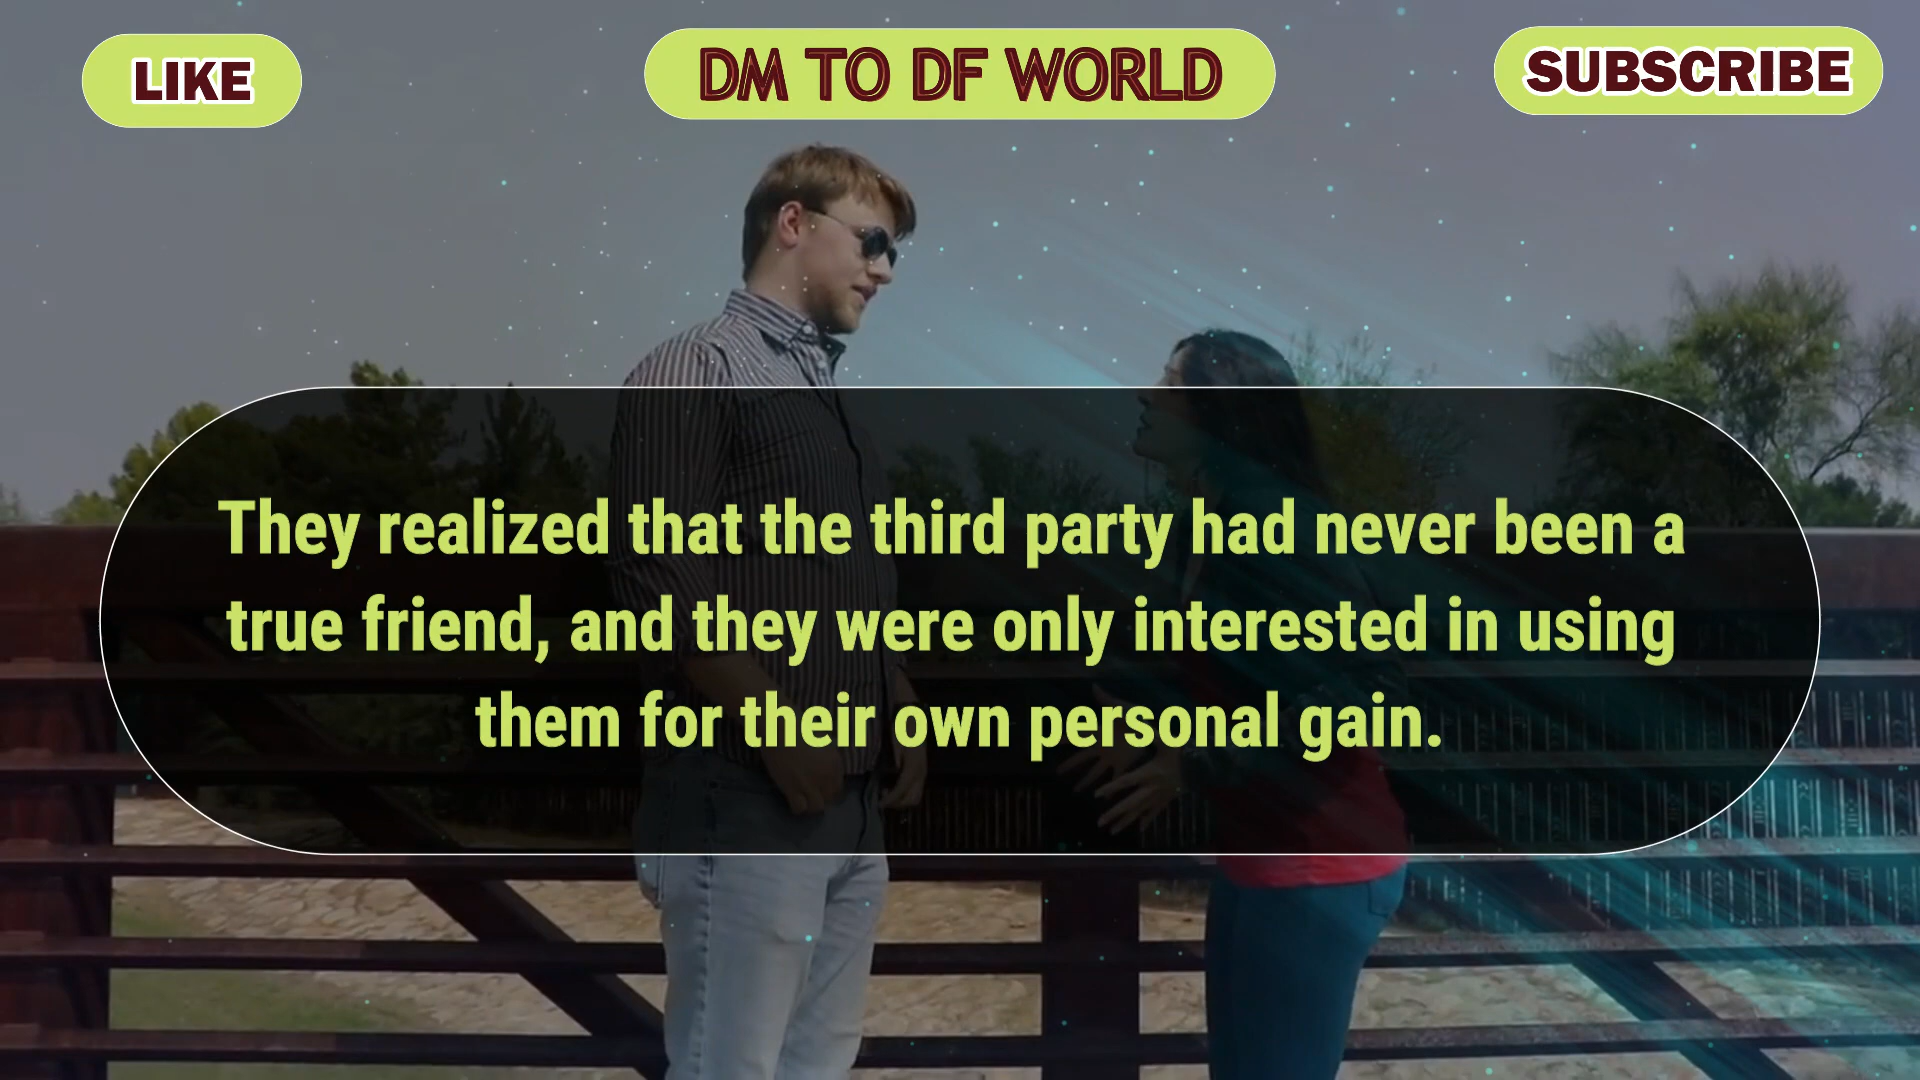 LIKE
DM TO DF WORLD
SUBSCRIBE
They realized that the third party had never been a
true friend, and they were only interested in using
them for their own personal gain.